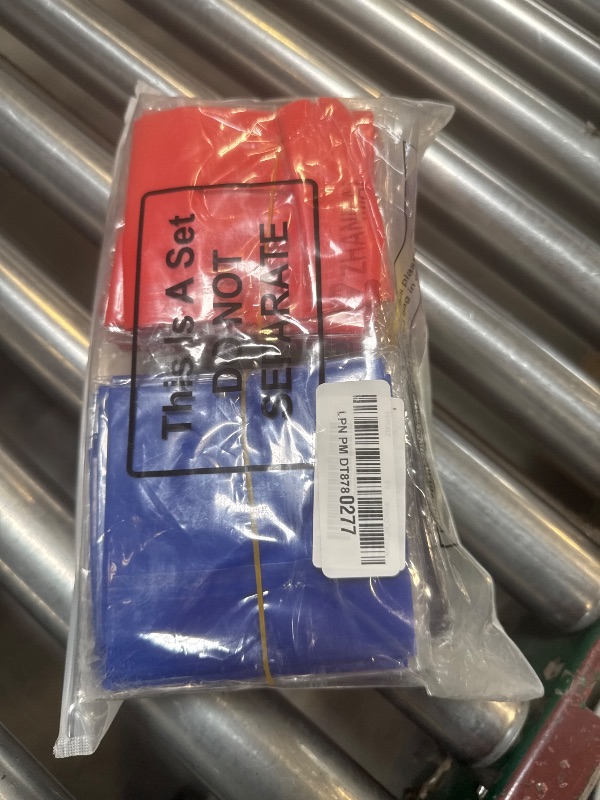 This Is A Set
DO NOT
SEPARATE
LPN PM DT8780277